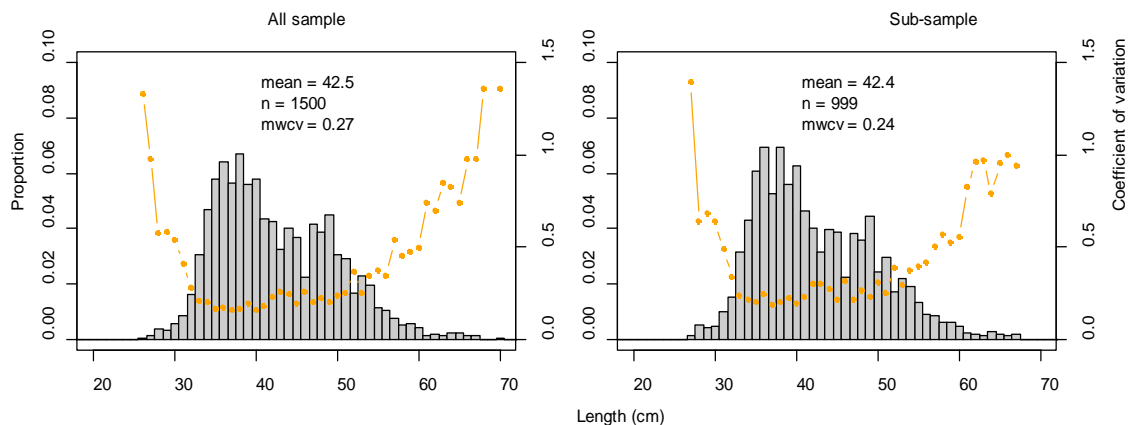 All sample
Sub-sample
mean = 42.5
n = 1500
mwcv = 0.27
mean = 42.4
n = 999
mwcv = 0.24
Proportion
0.00 0.02 0.04 0.06 0.08 0.10
0.0 0.5 1.0 1.5
0.00 0.02 0.04 0.06 0.08 0.10
0.0 0.5 1.0 1.5
Coefficient of variation
20 30 40 50 60 70
20 30 40 50 60 70
Length (cm)